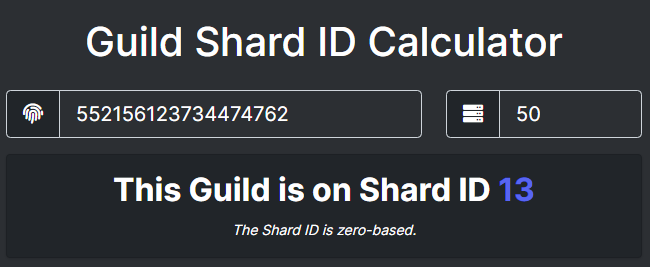 Guild Shard ID Calculator
552156123734474762
50
This Guild is on Shard ID 13
The Shard ID is zero-based.